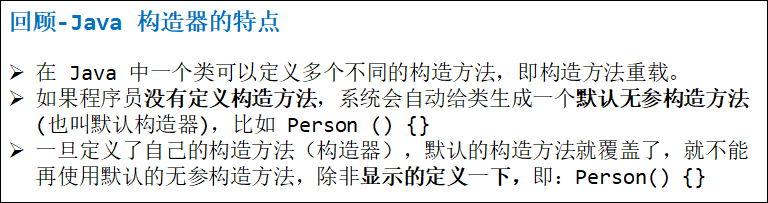 回顾-Java 构造器的特点
➢ 在 Java 中一个类可以定义多个不同的构造方法，即构造方法重载。
➢ 如果程序员没有定义构造方法，系统会自动给类生成一个默认无参构造方法
(也叫默认构造器)，比如 Person () {}
➢ 一旦定义了自己的构造方法（构造器），默认的构造方法就覆盖了，就不能
再使用默认的无参构造方法，除非显示的定义一下，即：Person() {}